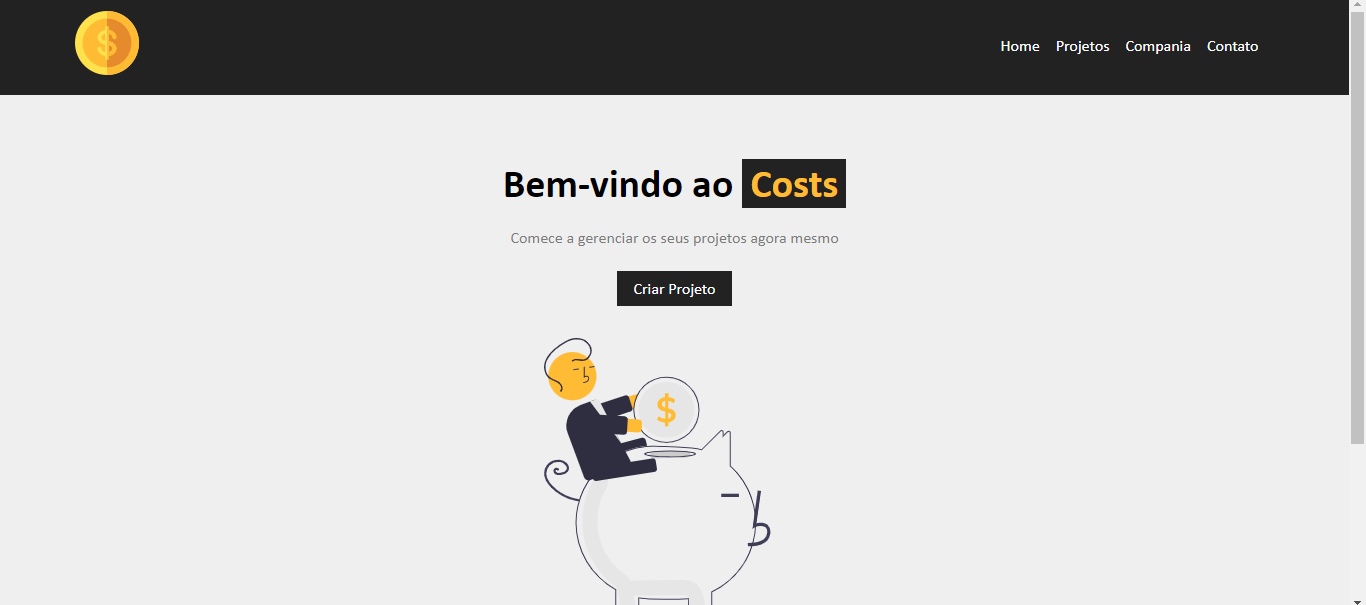 $
Home Projetos Compania Contato
Bem-vindo ao Costs
Comece a gerenciar os seus projetos agora mesmo
Criar Projeto
$